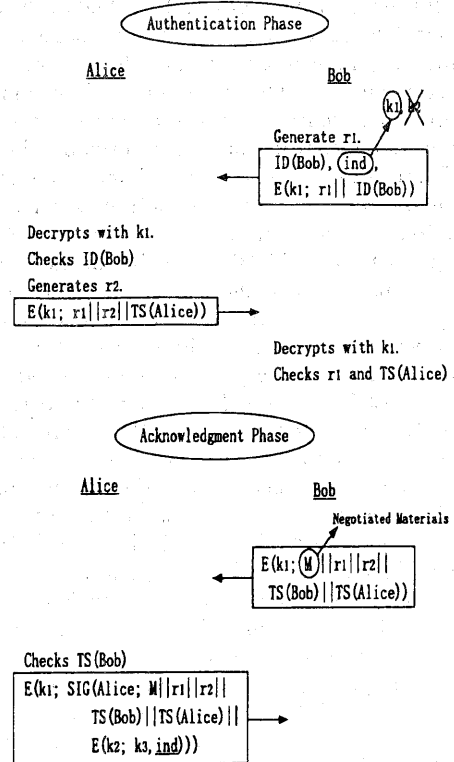 Authentication Phase
Alice
Bob
k1, k2
Generate r1.
ID(Bob), ind,
E(k1; r1|| ID(Bob))
Decrypts with k1.
Checks ID(Bob)
Generates r2.
E(k1; r1||r2||TS(Alice))
Decrypts with k1.
Checks r1 and TS(Alice)
Acknowledgment Phase
Alice
Bob
Negotiated Materials
E(k1; M||r1||r2||
TS(Bob)||TS(Alice))
Checks TS(Bob)
E(k1; SIG(Alice; M||r1||r2||
TS(Bob)||TS(Alice)||
E(k2; k3, ind)))